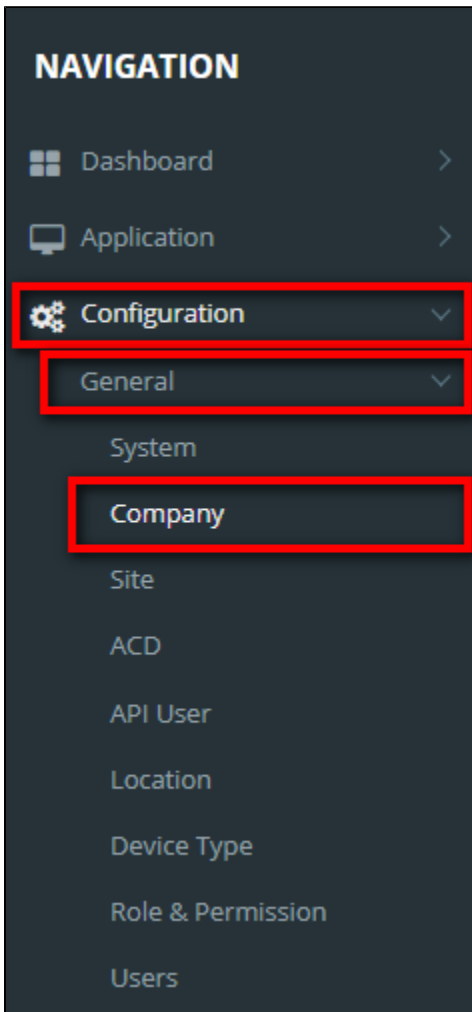 NAVIGATION
Dashboard
Application
Configuration
General
System
Company
Site
ACD
API User
Location
Device Type
Role & Permission
Users